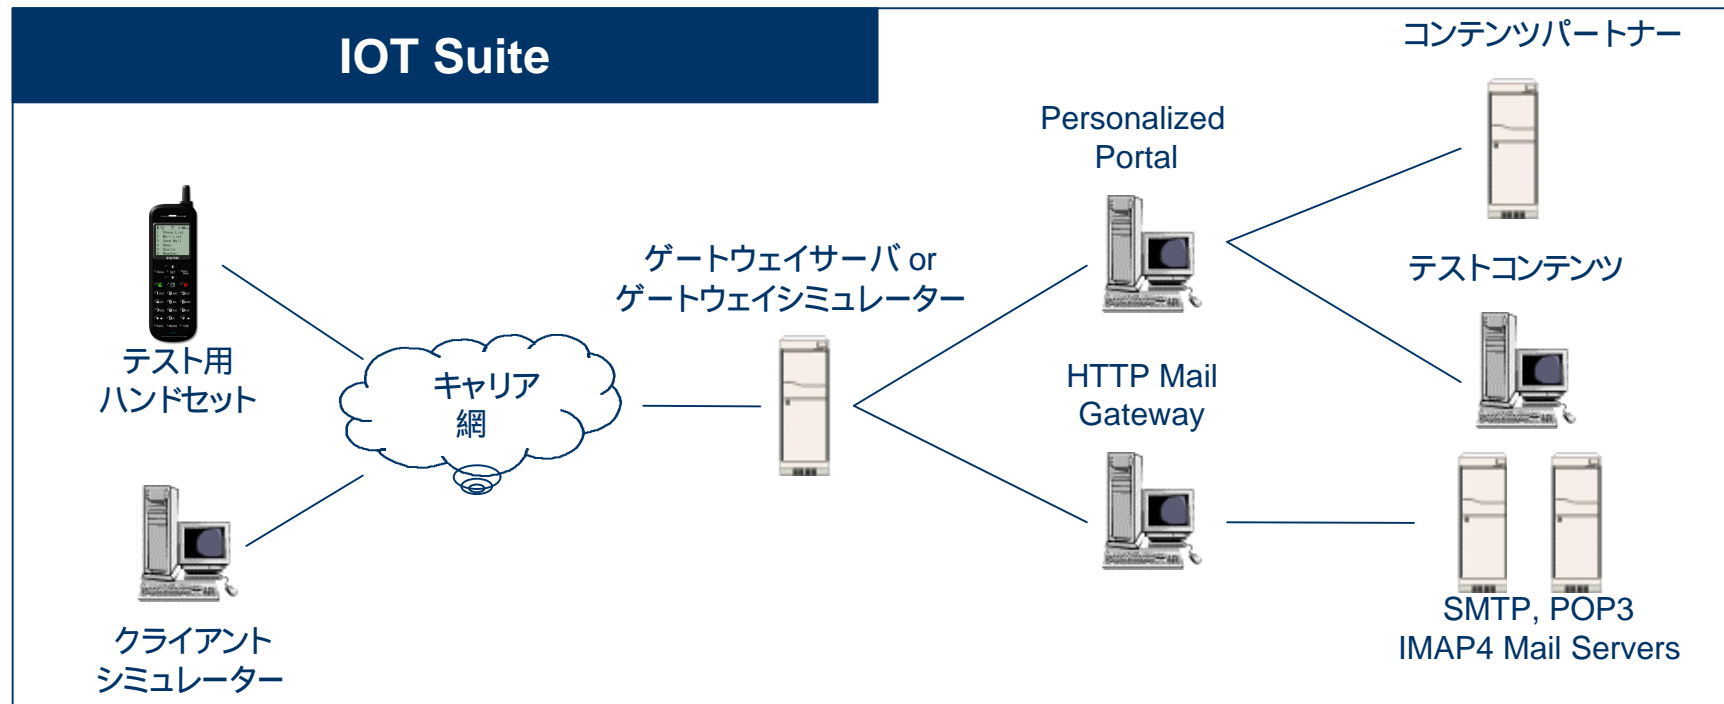 IOT Suite
コンテンツパートナー
Personalized
Portal
ゲートウェイサーバ or
ゲートウェイシミュレーター
テストコンテンツ
テスト用
ハンドセット
キャリア
網
HTTP Mail
Gateway
クライアント
シミュレーター
SMTP, POP3
IMAP4 Mail Servers